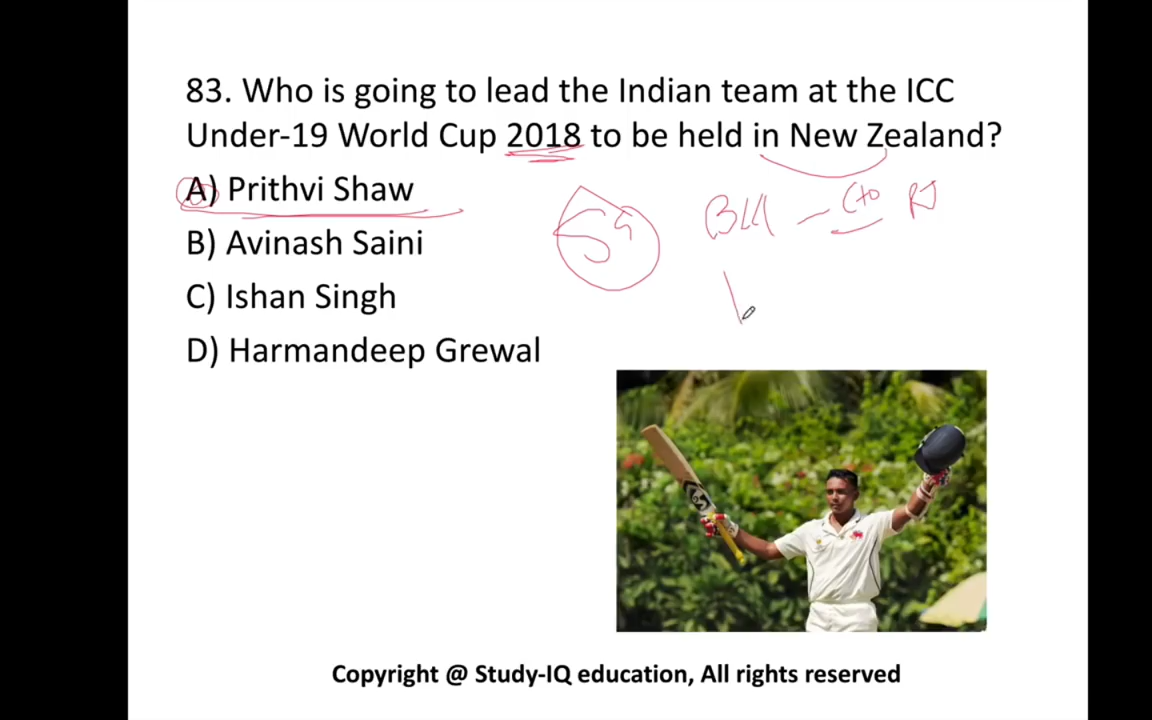 83. Who is going to lead the Indian team at the ICC
Under-19 World Cup 2018 to be held in New Zealand?
A) Prithvi Shaw
B) Avinash Saini
C) Ishan Singh
D) Harmandeep Grewal
Copyright @ Study-IQ education, All rights reserved